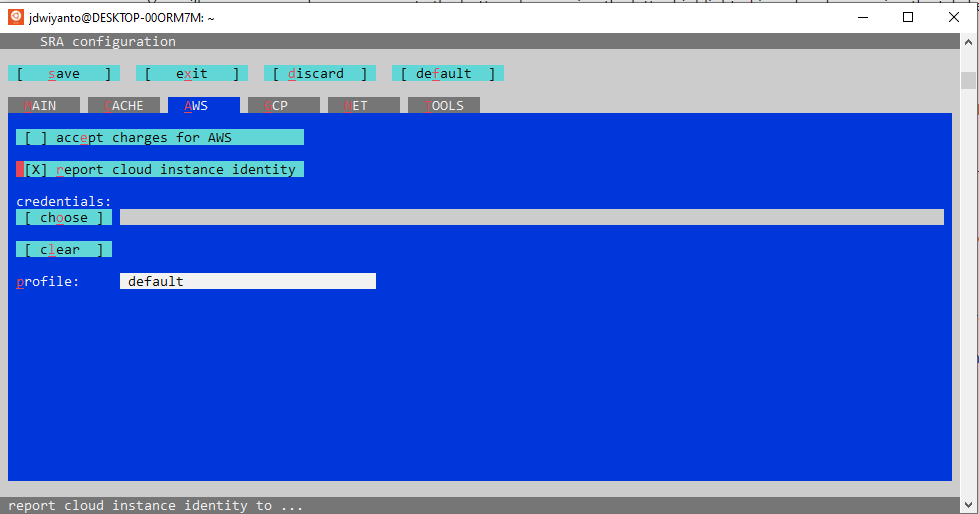 jdwiyanto@DESKTOP-00ORM7M: ~
SRA configuration
[ save ] [ exit ] [ discard ] [ default ]
MAIN CACHE AWS GCP NET TOOLS
[ ] accept charges for AWS
[X] report cloud instance identity
credentials:
[ choose ]
[ clear ]
profile: default
report cloud instance identity to ...